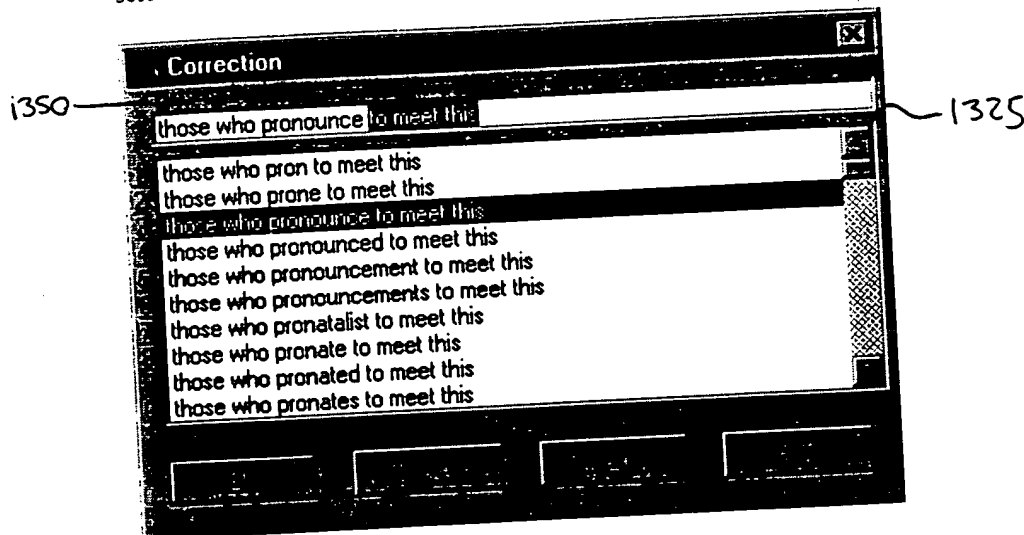 Correction
1350
those who pronounce to meet this
1325
those who pron to meet this
those who prone to meet this
those who pronounce to meet this
those who pronounced to meet this
those who pronouncement to meet this
those who pronouncements to meet this
those who pronatalist to meet this
those who pronate to meet this
those who pronated to meet this
those who pronates to meet this